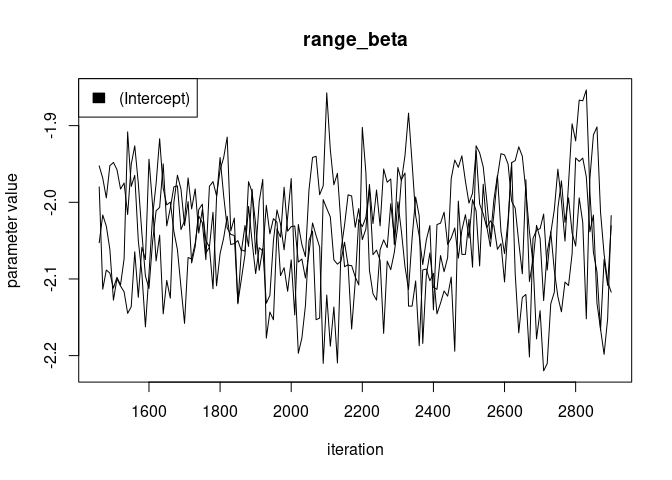 range_beta
(Intercept)
parameter value
-1.9
-2.0
-2.1
-2.2
1600 1800 2000 2200 2400 2600 2800
iteration